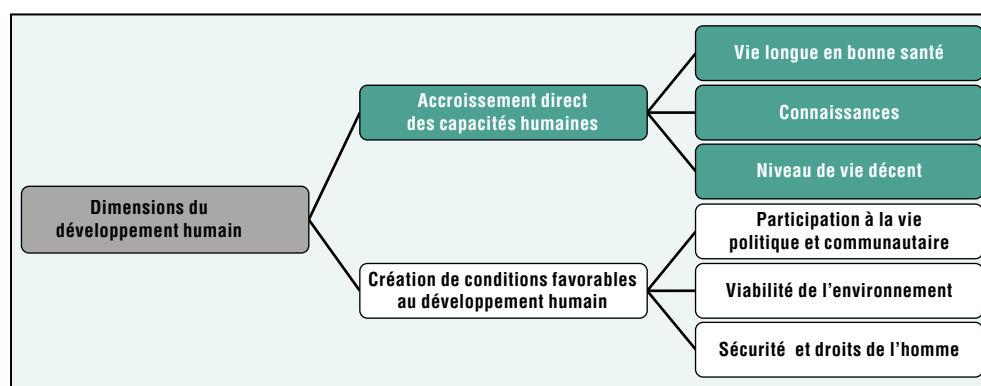 Dimensions du
développement humain
Accroissement direct
des capacités humaines
Vie longue en bonne santé
Connaissances
Niveau de vie décent
Création de conditions favorables
au développement humain
Participation à la vie
politique et communautaire
Viabilité de l'environnement
Sécurité et droits de l'homme